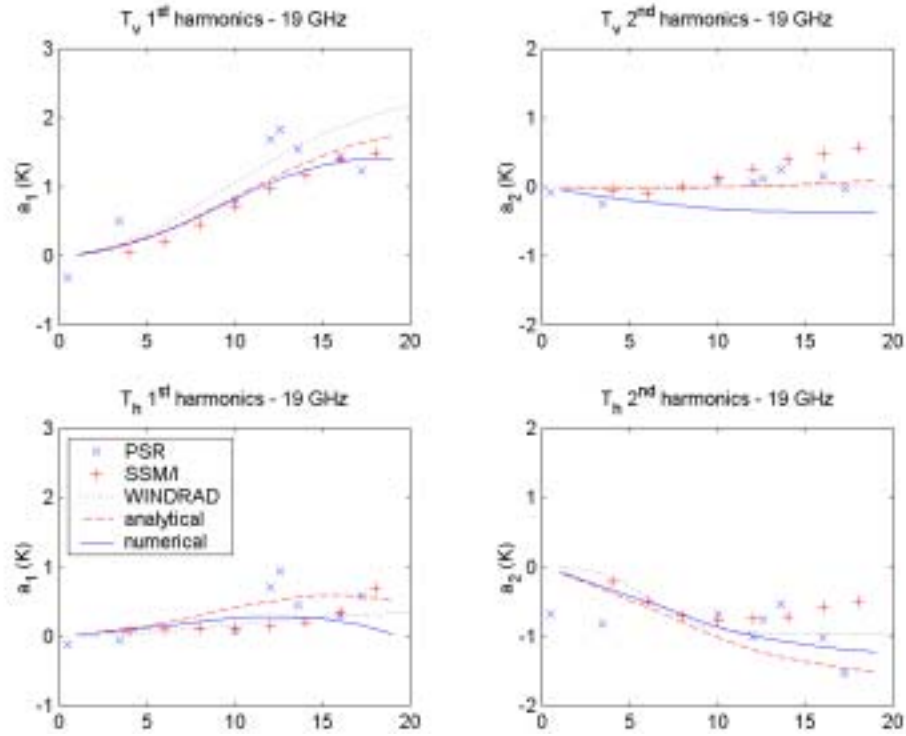 Tv 1st harmonics - 19 GHz
3
2
1
0
-1
a1 (K)
0 5 10 15 20
Tv 2nd harmonics - 19 GHz
2
1
0
-1
-2
a2 (K)
0 5 10 15 20
Th 1st harmonics - 19 GHz
3
2
1
0
-1
a1 (K)
PSR
SSM/I
WINDRAD
analytical
numerical
0 5 10 15 20
Th 2nd harmonics - 19 GHz
-2
-1
-0
-1
-2
a2 (K)
0 5 10 15 20